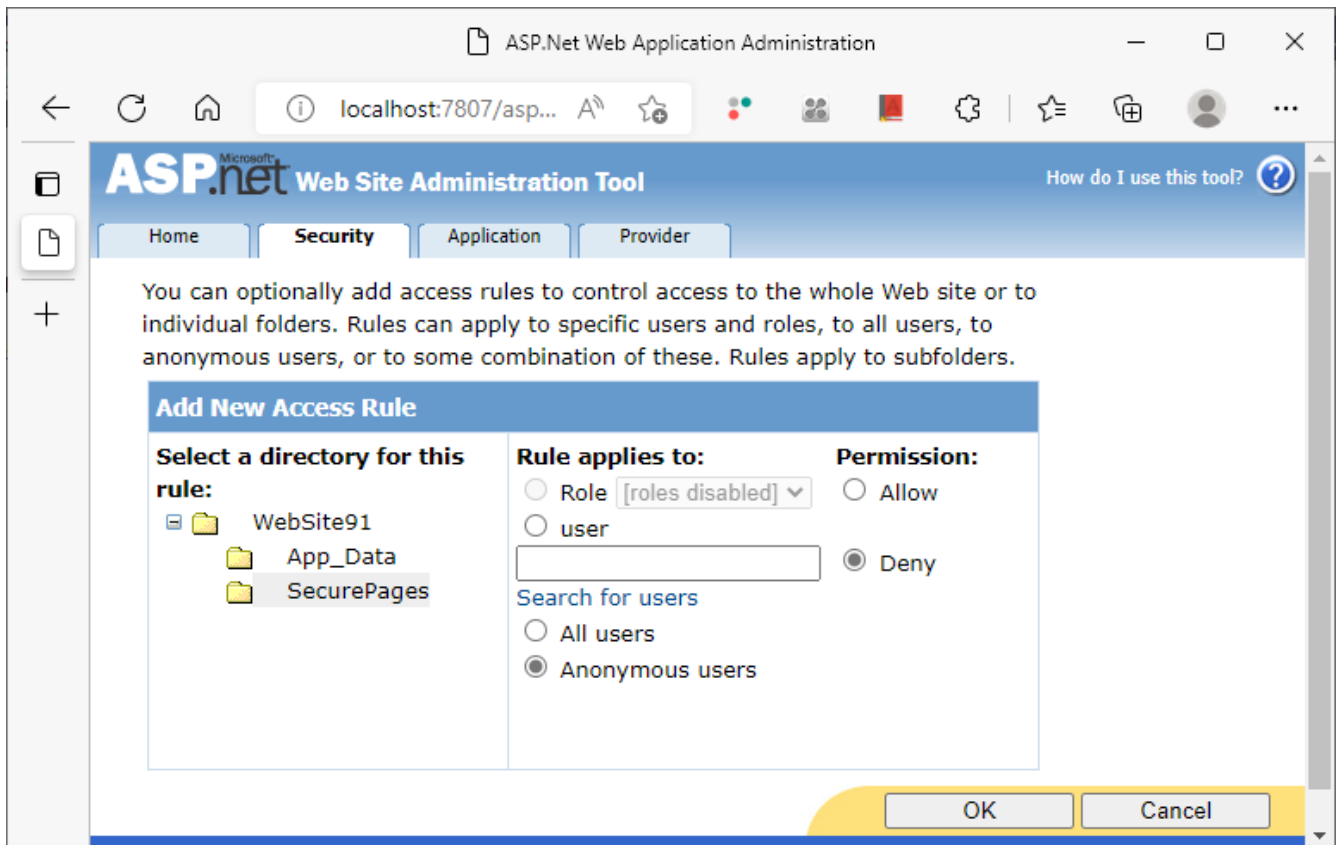 ASP.Net Web Application Administration
localhost:7807/asp...
Microsoft
ASP.net Web Site Administration Tool
How do I use this tool?
Home
Security
Application
Provider
You can optionally add access rules to control access to the whole Web site or to
individual folders. Rules can apply to specific users and roles, to all users, to
anonymous users, or to some combination of these. Rules apply to subfolders.
Add New Access Rule
Select a directory for this
rule:
WebSite91
App_Data
SecurePages
Rule applies to:
Role [roles disabled]
user
Search for users
All users
Anonymous users
Permission:
Allow
Deny
OK
Cancel